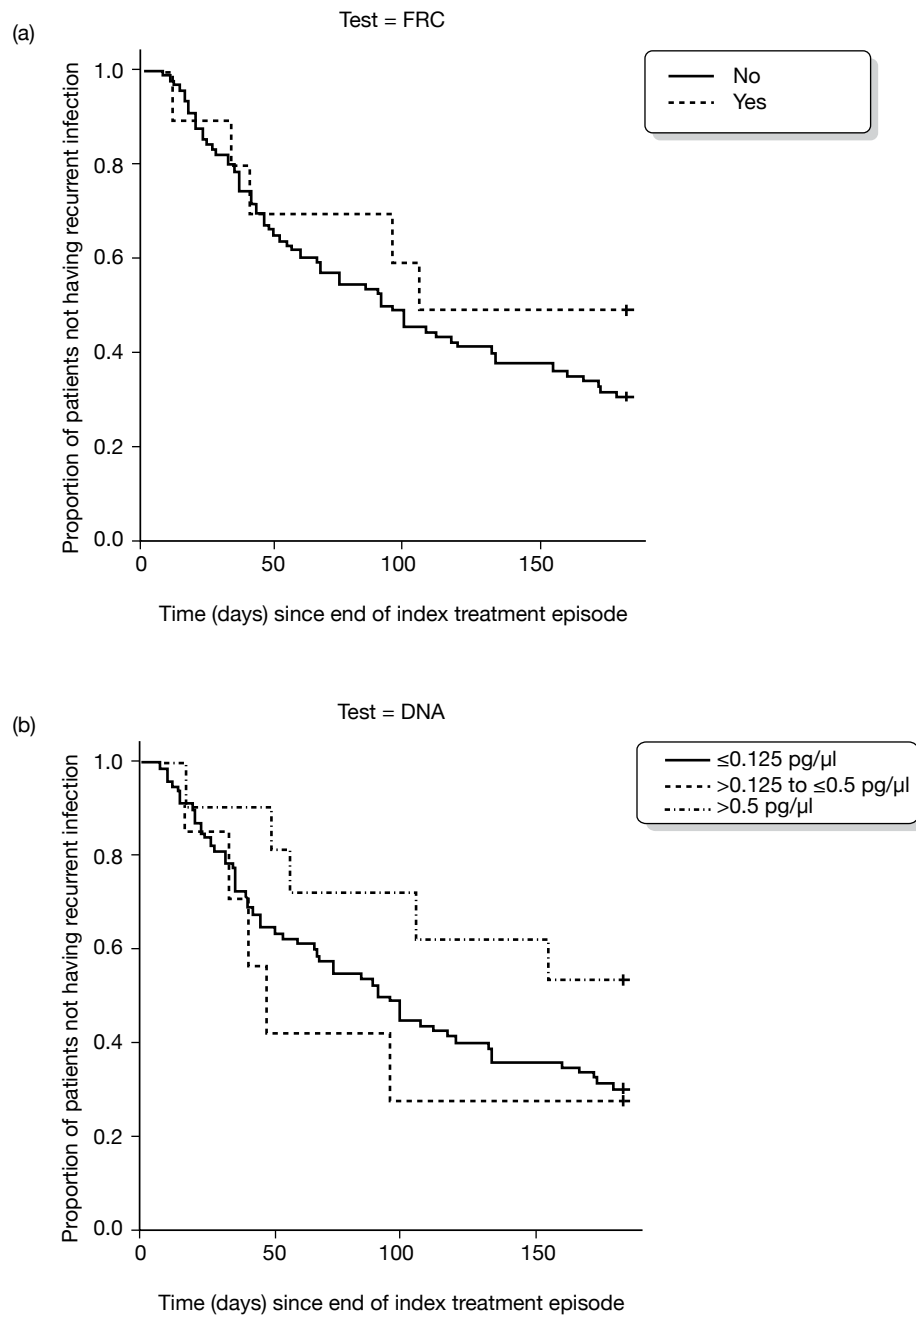 (a)
Test = FRC
No
Yes
Proportion of patients not having recurrent infection
1.0
0.8
0.6
0.4
0.2
0.0
0
50
100
150
Time (days) since end of index treatment episode
(b)
Test = DNA
≤0.125 pg/μl
>0.125 to ≤0.5 pg/μl
>0.5 pg/μl
Proportion of patients not having recurrent infection
1.0
0.8
0.6
0.4
0.2
0.0
0
50
100
150
Time (days) since end of index treatment episode